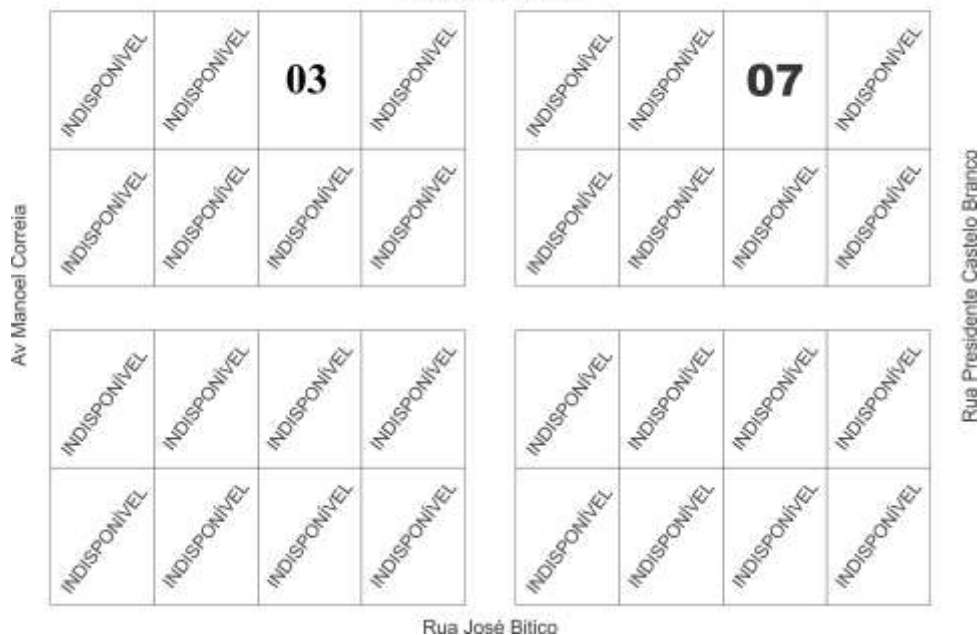 INDISPONÍVEL INDISPONÍVEL 03 INDISPONÍVEL INDISPONÍVEL INDISPONÍVEL 07 INDISPONÍVEL
INDISPONÍVEL INDISPONÍVEL INDISPONÍVEL INDISPONÍVEL INDISPONÍVEL INDISPONÍVEL INDISPONÍVEL INDISPONÍVEL
Av Manoel Correia
Rua Presidente Castelo Branco
INDISPONÍVEL INDISPONÍVEL INDISPONÍVEL INDISPONÍVEL INDISPONÍVEL INDISPONÍVEL INDISPONÍVEL INDISPONÍVEL
INDISPONÍVEL INDISPONÍVEL INDISPONÍVEL INDISPONÍVEL INDISPONÍVEL INDISPONÍVEL INDISPONÍVEL INDISPONÍVEL
Rua José Bitico